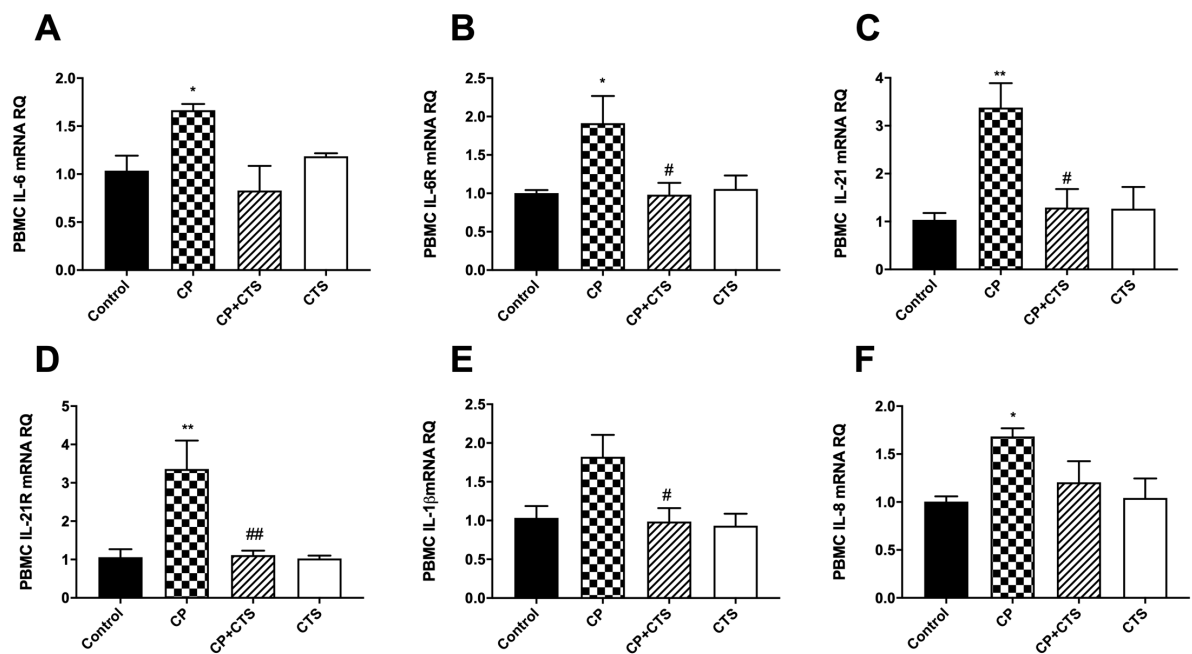 A
PBMC IL-6 mRNA RQ
2.0
1.5
1.0
0.5
0.0
*
Control
CP
CP+CTS
CTS
B
PBMC IL-6R mRNA RQ
2.5
2.0
1.5
1.0
0.5
0.0
*
#
Control
CP
CP+CTS
CTS
C
PBMC IL-21 mRNA RQ
4
3
2
1
0
**
#
Control
CP
CP+CTS
CTS
D
PBMC IL-21R mRNA RQ
5
4
3
2
1
0
**
##
Control
CP
CP+CTS
CTS
E
PBMC IL-1βmRNA RQ
2.5
2.0
1.5
1.0
0.5
0.0
#
Control
CP
CP+CTS
CTS
F
PBMC IL-8 mRNA RQ
2.0
1.5
1.0
0.5
0.0
*
Control
CP
CP+CTS
CTS